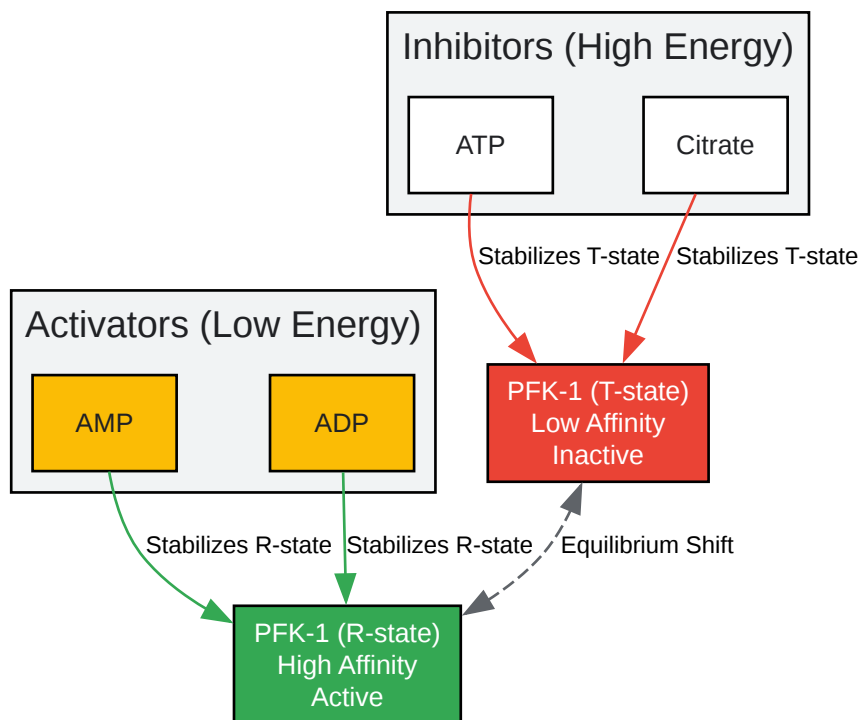 Inhibitors (High Energy)
ATP
Citrate
Stabilizes T-state
Stabilizes T-state
Activators (Low Energy)
AMP
ADP
PFK-1 (T-state)
Low Affinity
Inactive
Stabilizes R-state
Stabilizes R-state
Equilibrium Shift
PFK-1 (R-state)
High Affinity
Active